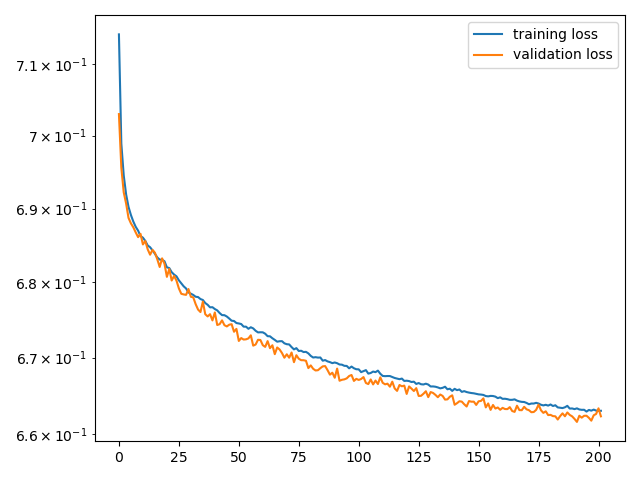 training loss
validation loss
7.1 × 10⁻¹
7 × 10⁻¹
6.9 × 10⁻¹
6.8 × 10⁻¹
6.7 × 10⁻¹
6.6 × 10⁻¹
0 25 50 75 100 125 150 175 200